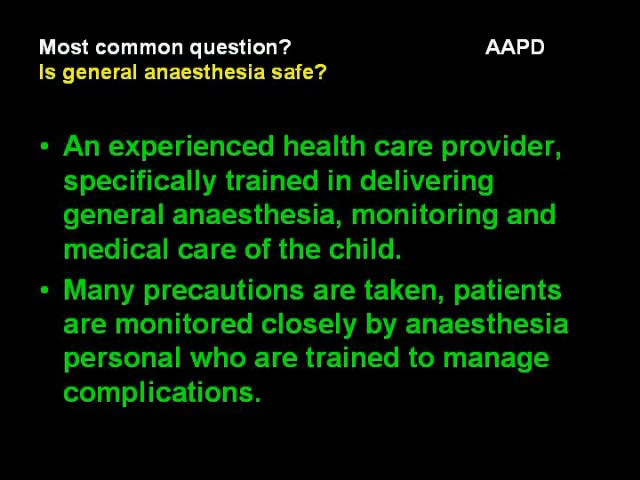 Most common question? AAPD
Is general anaesthesia safe?
• An experienced health care provider,
specifically trained in delivering
general anaesthesia, monitoring and
medical care of the child.
• Many precautions are taken, patients
are monitored closely by anaesthesia
personal who are trained to manage
complications.